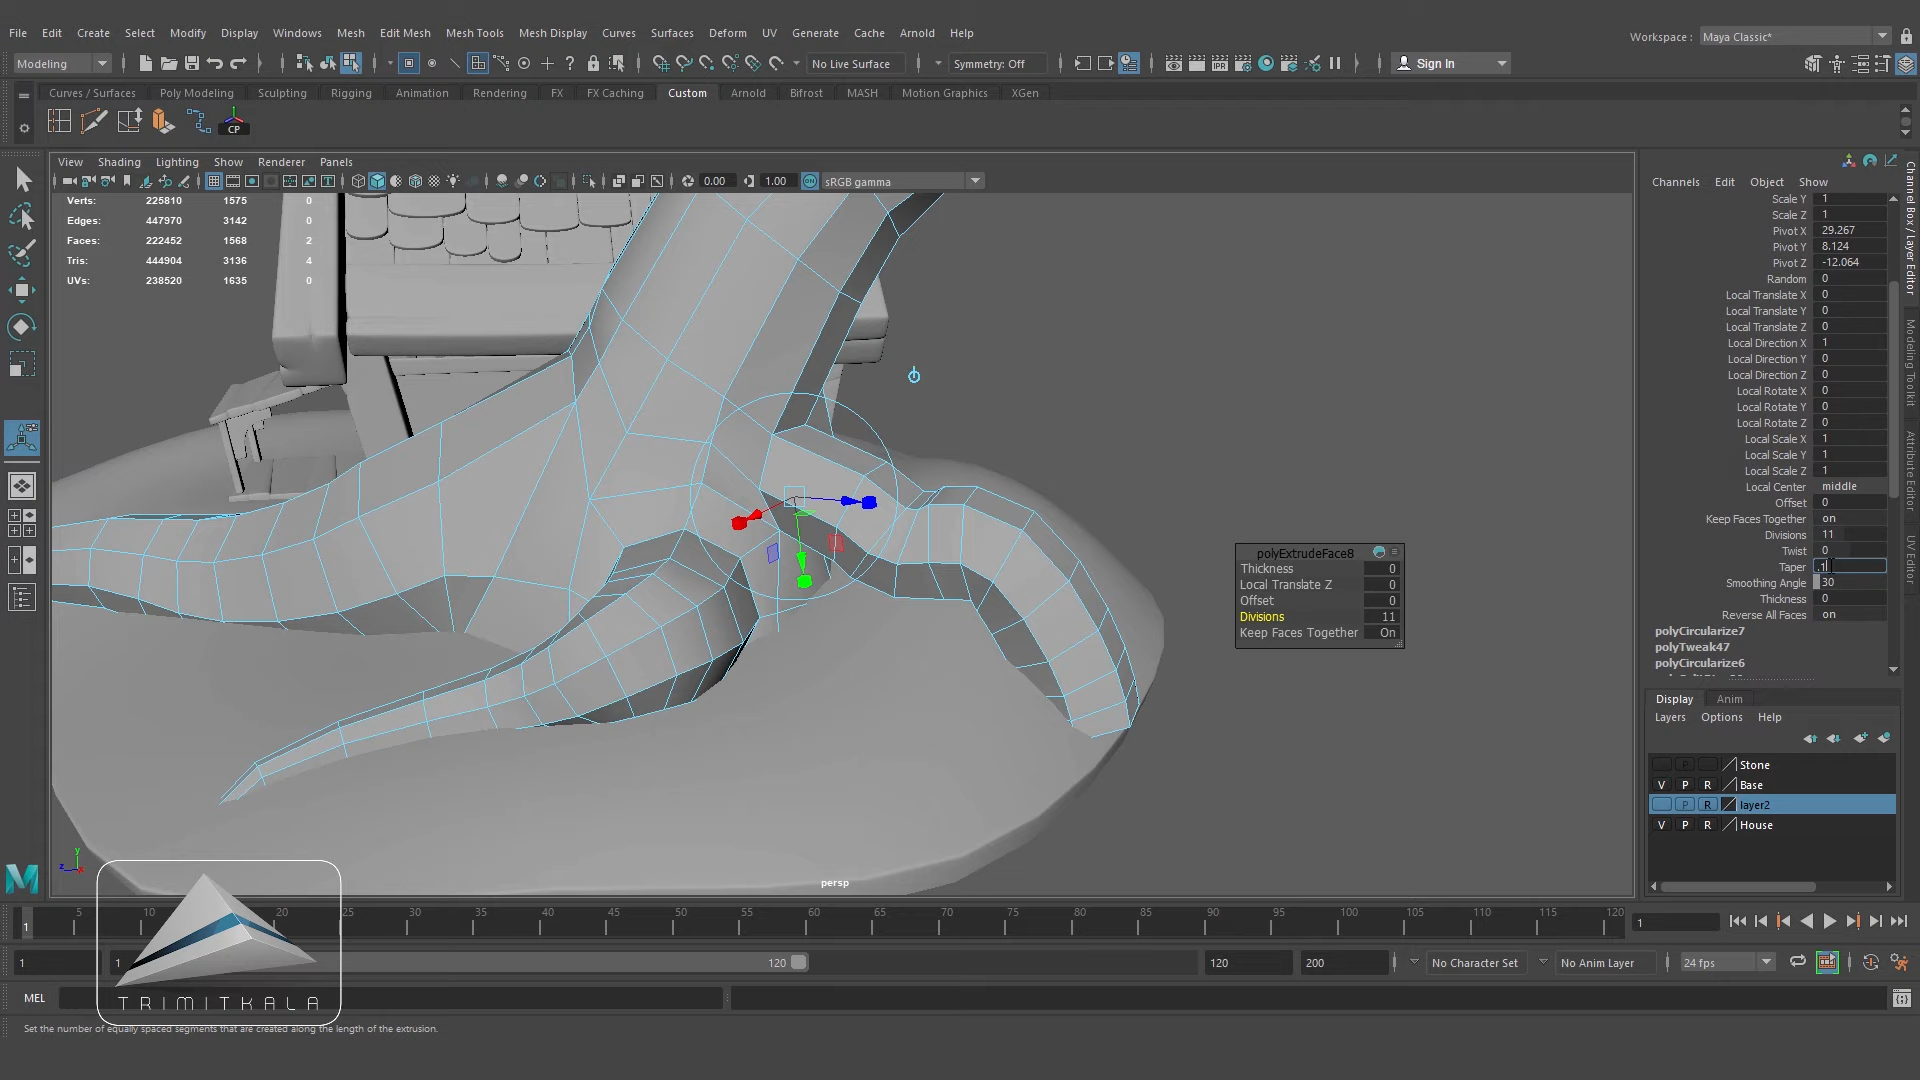 File Edit Create Select Modify Display Windows Mesh Edit Mesh Mesh Tools Mesh Display Curves Surfaces Deform UV Generate Cache Arnold Help
Workspace : Maya Classic*
Modeling No Live Surface Symmetry: Off Sign In
Curves / Surfaces Poly Modeling Sculpting Rigging Animation Rendering FX FX Caching Custom Arnold Bifrost MASH Motion Graphics XGen
CP
View Shading Lighting Show Renderer Panels
0.00 1.00 sRGB gamma
Verts: 225810 1575 0
Edges: 447970 3142 0
Faces: 222452 1568 2
Tris: 444904 3136 4
UVs: 238520 1635 0
polyExtrudeFace8
Thickness 0
Local Translate Z 0
Offset 0
Divisions 11
Keep Faces Together On
persp
Channels Edit Object Show
Scale Y 1
Scale Z 1
Pivot X 29.267
Pivot Y 8.124
Pivot Z -12.064
Random 0
Local Translate X 0
Local Translate Y 0
Local Translate Z 0
Local Direction X 1
Local Direction Y 0
Local Direction Z 0
Local Rotate X 0
Local Rotate Y 0
Local Rotate Z 0
Local Scale X 1
Local Scale Y 1
Local Scale Z 1
Local Center middle
Offset 0
Keep Faces Together on
Divisions 11
Twist 0
Taper .1
Smoothing Angle 30
Thickness 0
Reverse All Faces on
polyCircularize7
polyTweak47
polyCircularize6
Display Anim
Layers Options Help
Stone
V P R Base
R layer2
V P R House
Channel Box / Layer Editor
Modeling Toolkit
Attribute Editor
UV Editor
1 5 10 20 25 30 35 40 45 50 55 60 65 70 75 80 85 90 95 100 105 110 115 120
1
1 1 120 120 200 No Character Set No Anim Layer 24 fps
MEL
TRIMITKALA
Set the number of equally spaced segments that are created along the length of the extrusion.